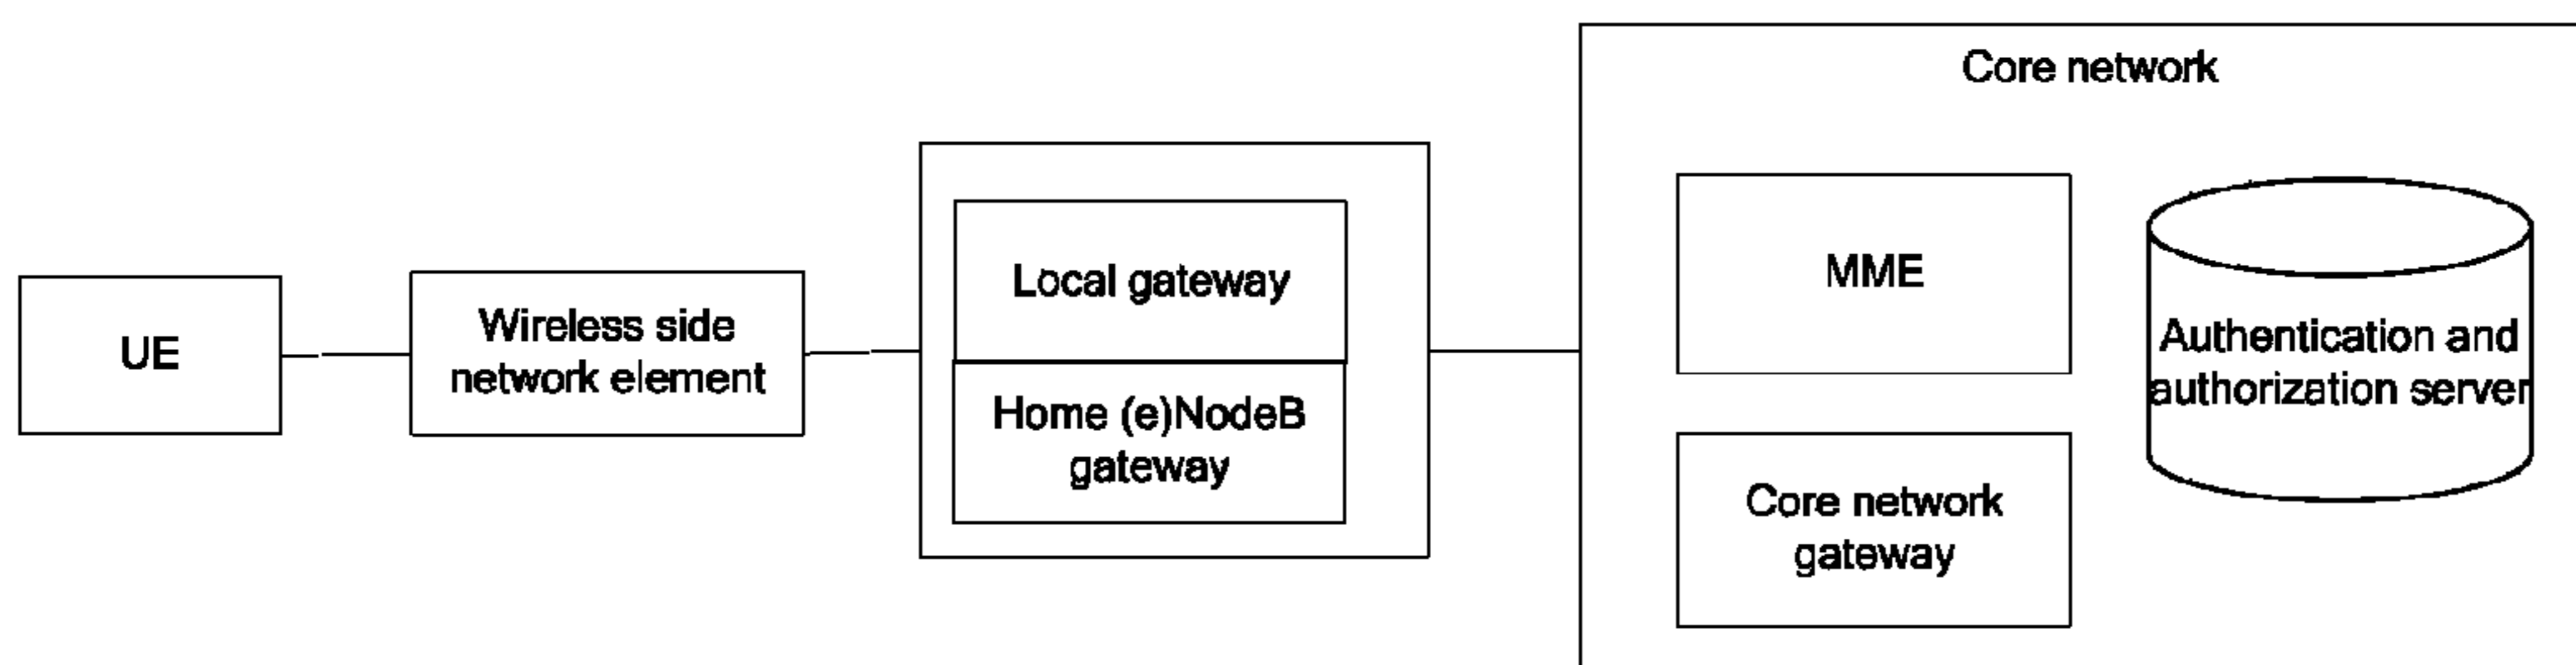 Core network
UE
Wireless side
network element
Local gateway
Home (e)NodeB
gateway
MME
Core network
gateway
Authentication and
authorization server